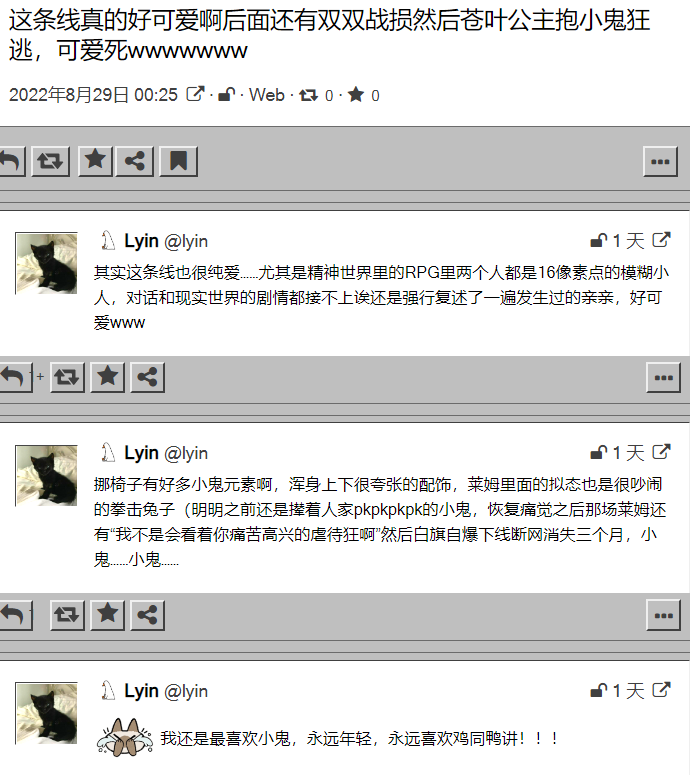 这条线真的好可爱啊后面还有双双战损然后苍叶公主抱小鬼狂
逃，可爱死wwwwwww
2022年8月29日 00:25 · · Web · 0 · 0
Lyin @lyin 1 天
其实这条线也很纯爱......尤其是精神世界里的RPG里两个人都是16像素点的模糊小
人，对话和现实世界的剧情都接不上诶还是强行复述了一遍发生过的亲亲，好可
爱www
+
Lyin @lyin 1 天
挪椅子有好多小鬼元素啊，浑身上下很夸张的配饰，莱姆里面的拟态也是很吵闹
的拳击兔子（明明之前还是撵着人家pkpkpkpk的小鬼，恢复痛觉之后那场莱姆还
有“我不是会看着你痛苦高兴的虐待狂啊”然后白旗自爆下线断网消失三个月，小
鬼......小鬼......
Lyin @lyin 1 天
我还是最喜欢小鬼，永远年轻，永远喜欢鸡同鸭讲！！！